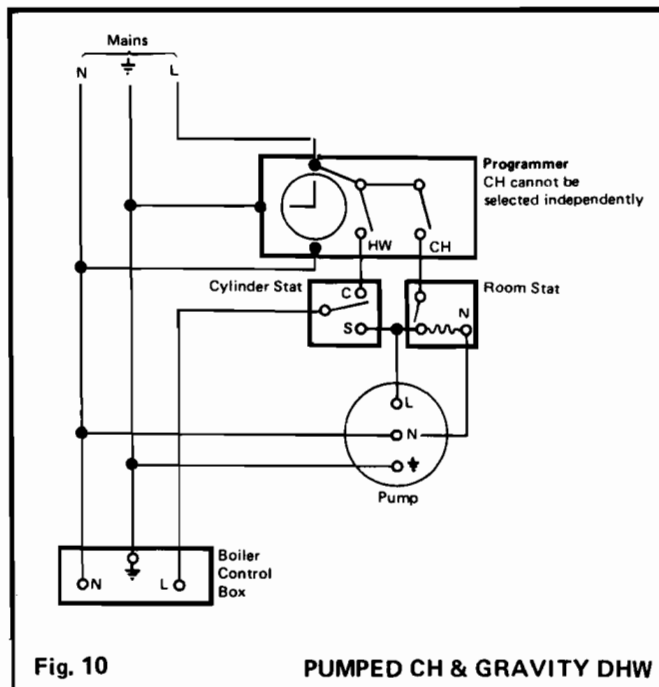 Mains
N
L
Programmer
CH cannot be
selected independently
HW
CH
Cylinder Stat
C
S
Room Stat
N
L
N
Pump
Boiler
Control
Box
N
L
Fig. 10
PUMPED CH & GRAVITY DHW